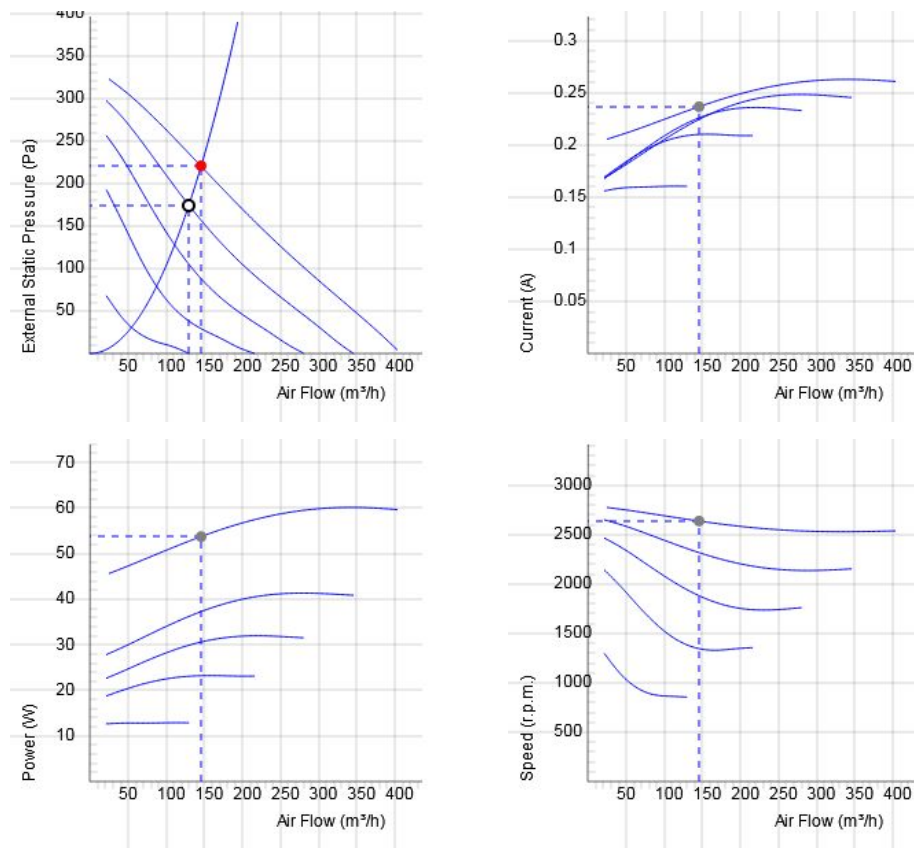 400
350
300
250
200
150
100
50
External Static Pressure (Pa)
50 100 150 200 250 300 350 400
Air Flow (m³/h)
0.3
0.25
0.2
0.15
0.1
0.05
Current (A)
50 100 150 200 250 300 350 400
Air Flow (m³/h)
70
60
50
40
30
20
10
Power (W)
50 100 150 200 250 300 350 400
Air Flow (m³/h)
3000
2500
2000
1500
1000
500
Speed (r.p.m.)
50 100 150 200 250 300 350 400
Air Flow (m³/h)